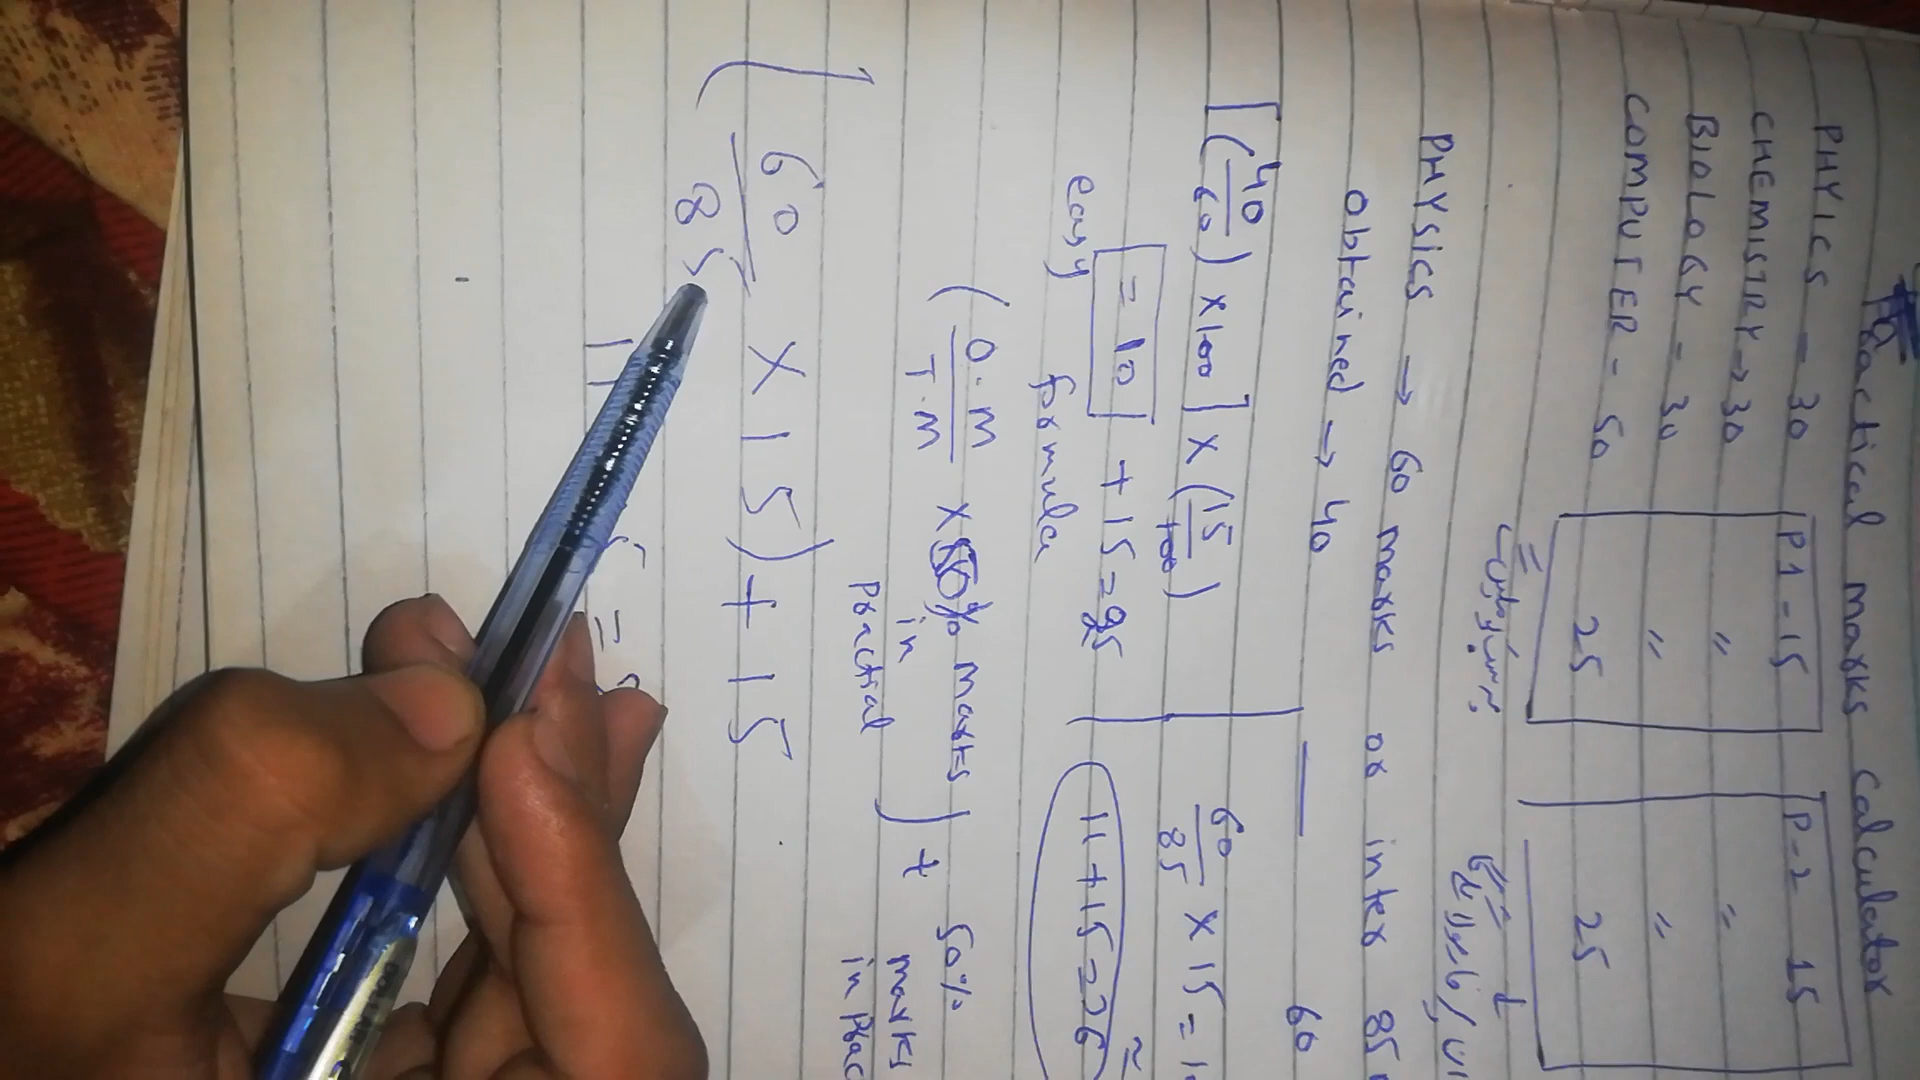 Practical marks calculator
PHYICS - 30
CHEMISTRY → 30
BIOLOGY - 30
COMPUTER - 50
P1 - 15
"
"
25
P-2 15
"
"
25
PHYSICS → 60 marks or inter 85
obtained → 40
60
[(40/60) x 100] x (15/100)
= 10 + 15 = 25
60/85 x 15 = 1
11 + 15 = 26
easy formula
(O.M/T.M x 50% marks in practical) + 50% marks in Prac
(60/85 x 15) + 15
=